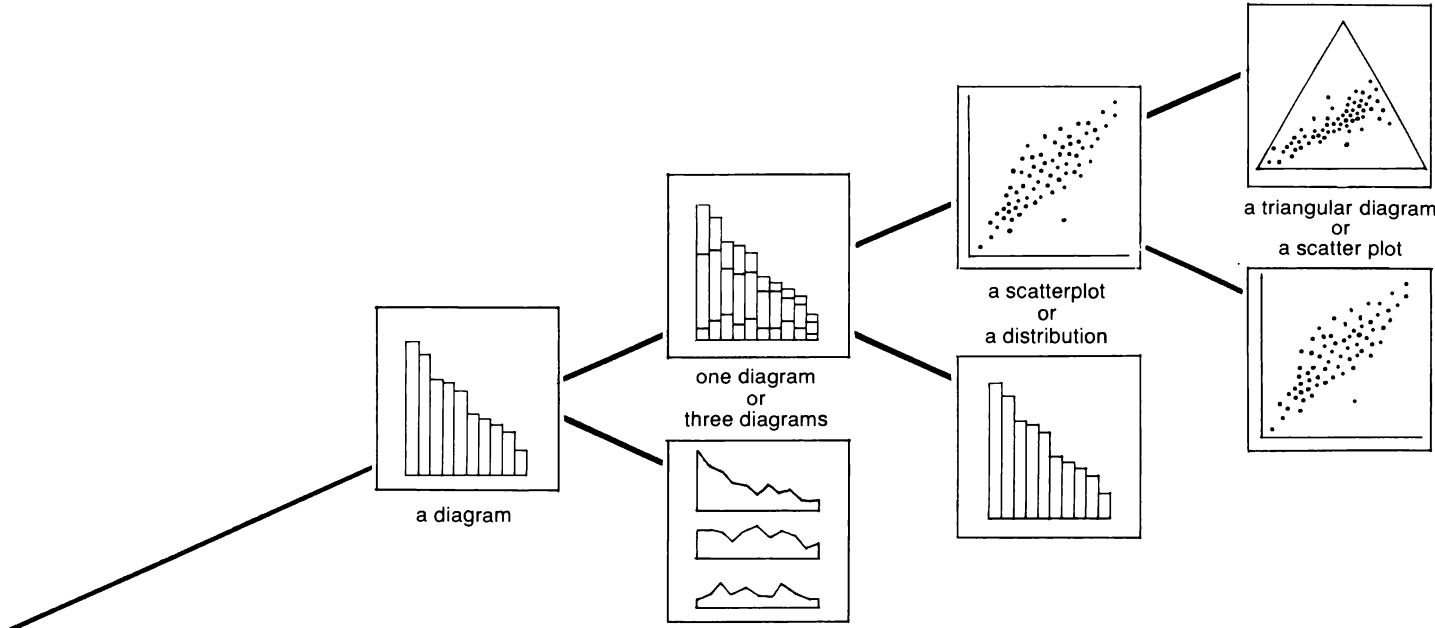 a diagram
one diagram
or
three diagrams
a scatterplot
or
a distribution
a triangular diagram
or
a scatter plot